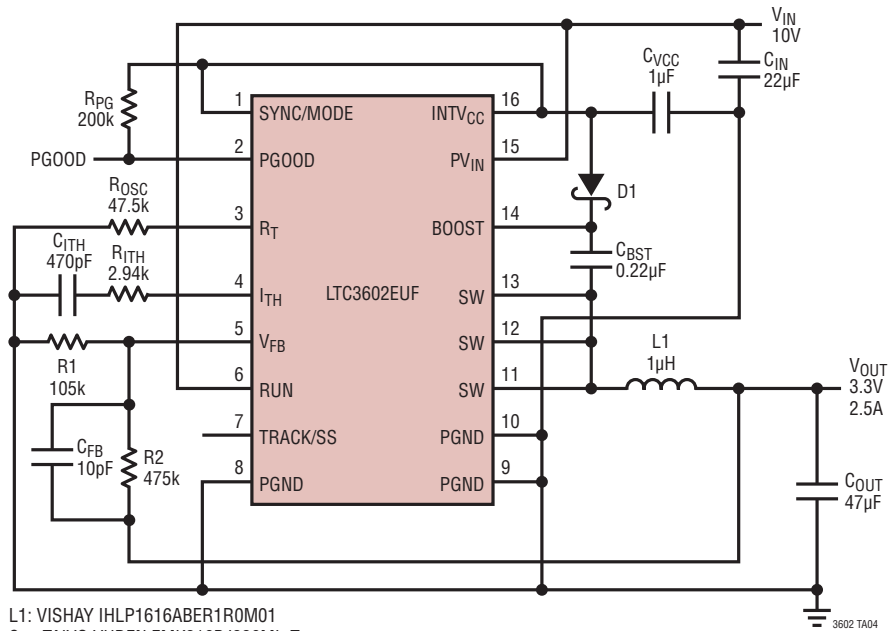 VIN
10V
CVCC
1µF
CIN
22µF
RPG
200k
1
SYNC/MODE
INTVCC
16
PGOOD
2
PGOOD
PVIN
15
D1
ROSC
47.5k
3
RT
BOOST
14
CBST
0.22µF
CITH
470pF
RITH
2.94k
4
ITH
LTC3602EUF
SW
13
5
VFB
SW
12
R1
105k
6
RUN
SW
11
L1
1µH
VOUT
3.3V
2.5A
7
TRACK/SS
PGND
10
CFB
10pF
R2
475k
8
PGND
PGND
9
COUT
47µF
L1: VISHAY IHLP1616ABER1R0M01
3602 TA04